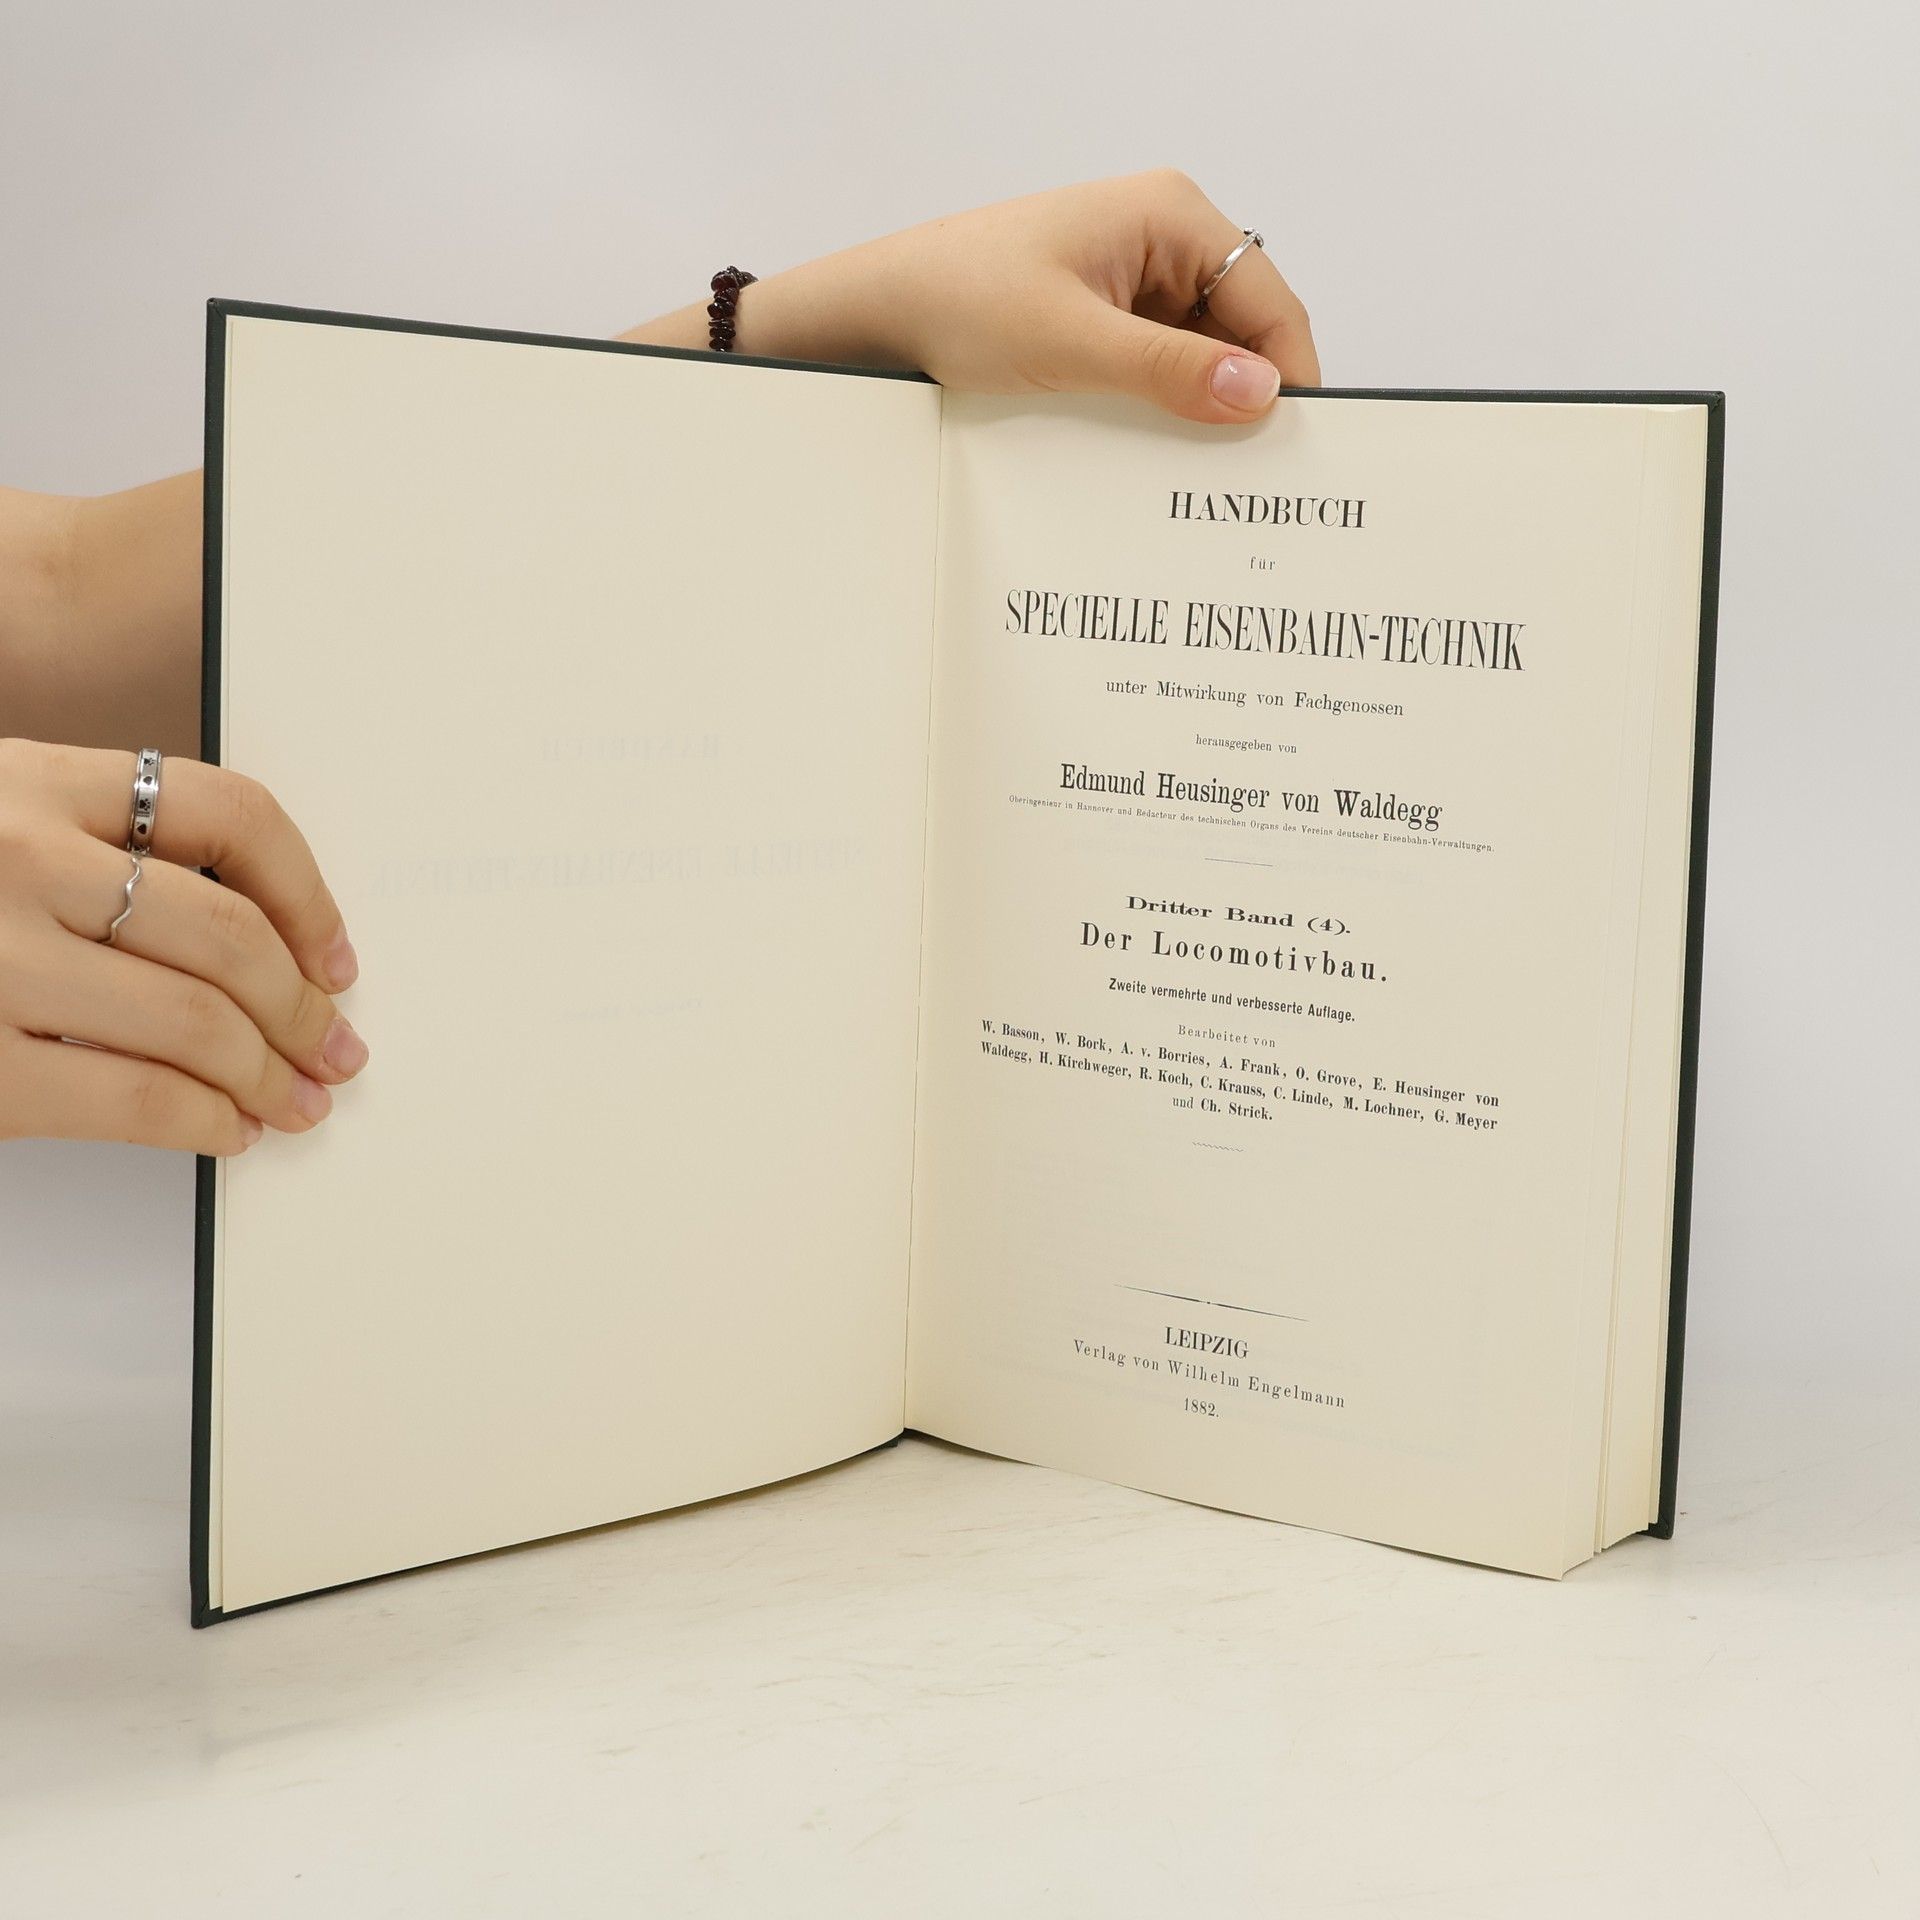 HANDBUCH
für
SPECIELLE EISENBAHN-TECHNIK
unter Mitwirkung von Fachgenossen
herausgegeben von
Edmund Heusinger von Waldegg
Oberingenieur in Hannover und Redacteur des technischen Organs des Vereins deutscher Eisenbahn-Verwaltungen.
Dritter Band (4).
Der Locomotivbau.
Zweite vermehrte und verbesserte Auflage.
Bearbeitet von
W. Basson, W. Bork, A. v. Borries, A. Frank, O. Grove, E. Heusinger von
Waldegg, H. Kirchweger, R. Koch, C. Krauss, C. Linde, M. Lochner, G. Meyer
und Ch. Strick.
LEIPZIG
Verlag von Wilhelm Engelmann
1882.